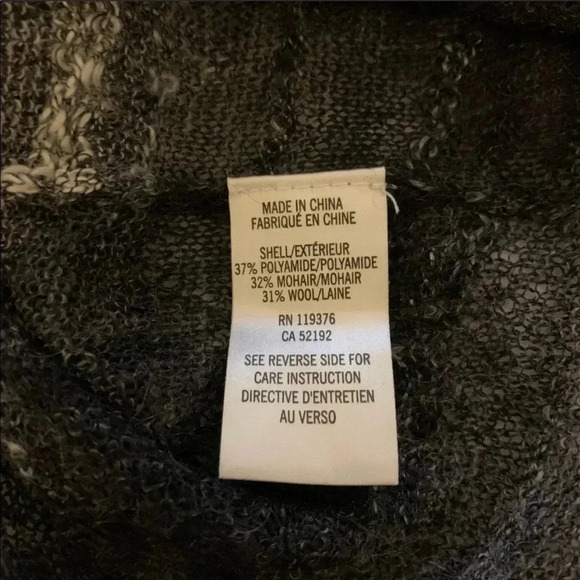 MADE IN CHINA
FABRIQUÉ EN CHINE
SHELL/EXTÉRIEUR
37% POLYAMIDE/POLYAMIDE
32% MOHAIR/MOHAIR
31% WOOL/LAINE
RN 119376
CA 52192
SEE REVERSE SIDE FOR
CARE INSTRUCTION
DIRECTIVE D'ENTRETIEN
AU VERSO